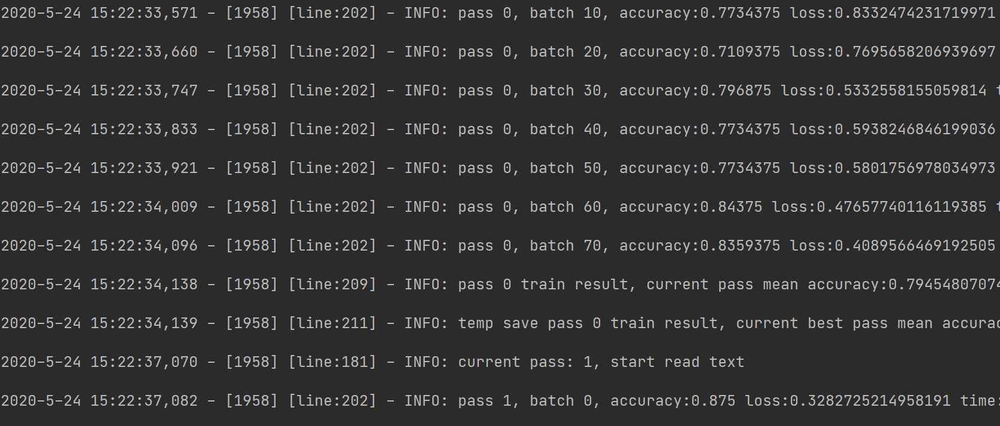 2020-5-24 15:22:33,571 - [1958] [line:202] - INFO: pass 0, batch 10, accuracy:0.7734375 loss:0.8332474231719971
2020-5-24 15:22:33,660 - [1958] [line:202] - INFO: pass 0, batch 20, accuracy:0.7109375 loss:0.7695658206939697
2020-5-24 15:22:33,747 - [1958] [line:202] - INFO: pass 0, batch 30, accuracy:0.796875 loss:0.5332558155059814 t
2020-5-24 15:22:33,833 - [1958] [line:202] - INFO: pass 0, batch 40, accuracy:0.7734375 loss:0.5938246846199036
2020-5-24 15:22:33,921 - [1958] [line:202] - INFO: pass 0, batch 50, accuracy:0.7734375 loss:0.5801756978034973
2020-5-24 15:22:34,009 - [1958] [line:202] - INFO: pass 0, batch 60, accuracy:0.84375 loss:0.47657740116119385 t
2020-5-24 15:22:34,096 - [1958] [line:202] - INFO: pass 0, batch 70, accuracy:0.8359375 loss:0.4089566469192505
2020-5-24 15:22:34,138 - [1958] [line:209] - INFO: pass 0 train result, current pass mean accuracy:0.79454807074
2020-5-24 15:22:34,139 - [1958] [line:211] - INFO: temp save pass 0 train result, current best pass mean accurac
2020-5-24 15:22:37,070 - [1958] [line:181] - INFO: current pass: 1, start read text
2020-5-24 15:22:37,082 - [1958] [line:202] - INFO: pass 1, batch 0, accuracy:0.875 loss:0.3282725214958191 time: